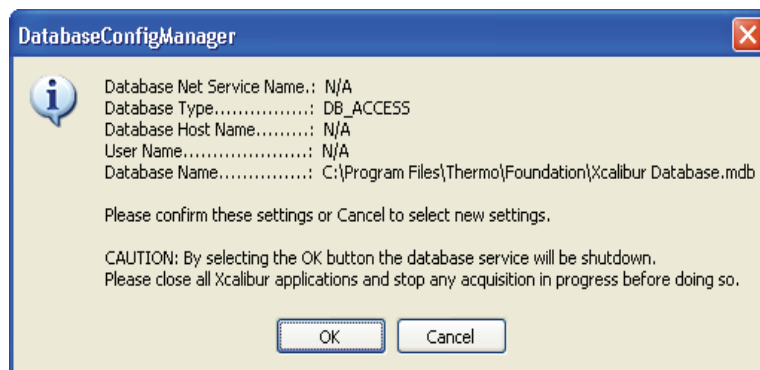 DatabaseConfigManager
Database Net Service Name.: N/A
Database Type...............: DB_ACCESS
Database Host Name.........: N/A
User Name.....................: N/A
Database Name...............: C:\Program Files\Thermo\Foundation\Xcalibur Database.mdb
Please confirm these settings or Cancel to select new settings.
CAUTION: By selecting the OK button the database service will be shutdown.
Please close all Xcalibur applications and stop any acquisition in progress before doing so.
OK
Cancel